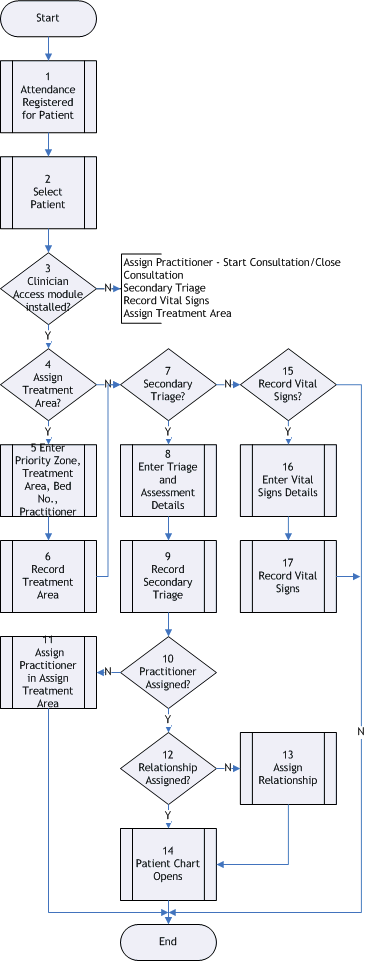 Start
1
Attendance
Registered
for Patient
2
Select
Patient
3
Clinician
Access module
installed?
N
Assign Practitioner - Start Consultation/Close
Consultation
Secondary Triage
Record Vital Signs
Assign Treatment Area
Y
4
Assign
Treatment
Area?
N
7
Secondary
Triage?
N
15
Record Vital
Signs?
Y
Y
Y
5 Enter
Priority Zone,
Treatment
Area, Bed
No.,
Practitioner
8
Enter Triage
and
Assessment
Details
16
Enter Vital
Signs Details
6
Record
Treatment
Area
9
Record
Secondary
Triage
17
Record Vital
Signs
11
Assign
Practitioner
in Assign
Treatment
Area
N
10
Practitioner
Assigned?
Y
N
12
Relationship
Assigned?
N
13
Assign
Relationship
Y
14
Patient Chart
Opens
End